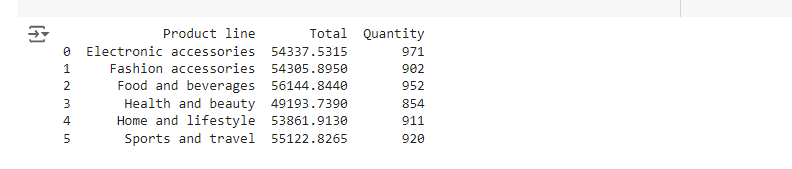 Product line Total Quantity
0 Electronic accessories 54337.5315 971
1 Fashion accessories 54305.8950 902
2 Food and beverages 56144.8440 952
3 Health and beauty 49193.7390 854
4 Home and lifestyle 53861.9130 911
5 Sports and travel 55122.8265 920